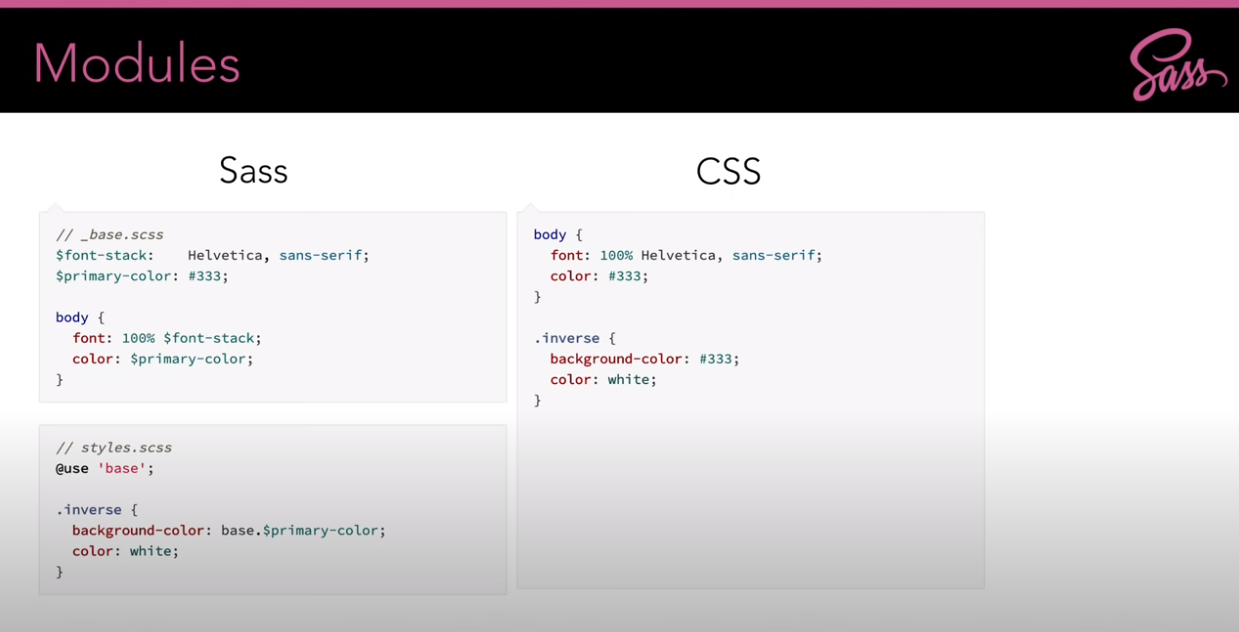 Modules
Sass
Sass
CSS
// _base.scss
$font-stack:    Helvetica, sans-serif;
$primary-color: #333;
body {
  font: 100% $font-stack;
  color: $primary-color;
}
// styles.scss
@use 'base';
.inverse {
  background-color: base.$primary-color;
  color: white;
}
body {
  font: 100% Helvetica, sans-serif;
  color: #333;
}
.inverse {
  background-color: #333;
  color: white;
}